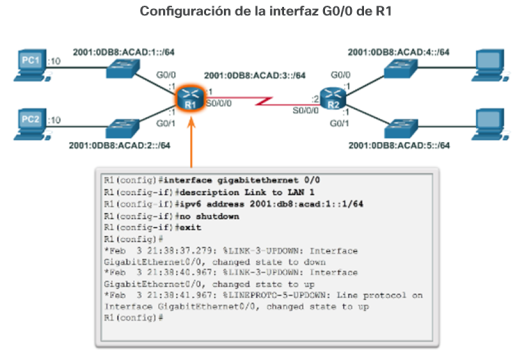 Configuración de la interfaz G0/0 de R1
2001:0DB8:ACAD:1::/64
2001:0DB8:ACAD:4::/64
PC1 :10
G0/0
2001:0DB8:ACAD:3::/64
G0/0
:1
:1
:1
R1
S0/0/0
:2
S0/0/0
R2
PC2 :10
:1
G0/1
:1
G0/1
2001:0DB8:ACAD:2::/64
2001:0DB8:ACAD:5::/64
R1(config)#interface gigabitethernet 0/0
R1(config-if)#description Link to LAN 1
R1(config-if)#ipv6 address 2001:db8:acad:1::1/64
R1(config-if)#no shutdown
R1(config-if)#exit
R1(config)#
*Feb 3 21:38:37.279: %LINK-3-UPDOWN: Interface
GigabitEthernet0/0, changed state to down
*Feb 3 21:38:40.967: %LINK-3-UPDOWN: Interface
GigabitEthernet0/0, changed state to up
*Feb 3 21:38:41.967: %LINEPROTO-5-UPDOWN: Line protocol on
Interface GigabitEthernet0/0, changed state to up
R1(config)#